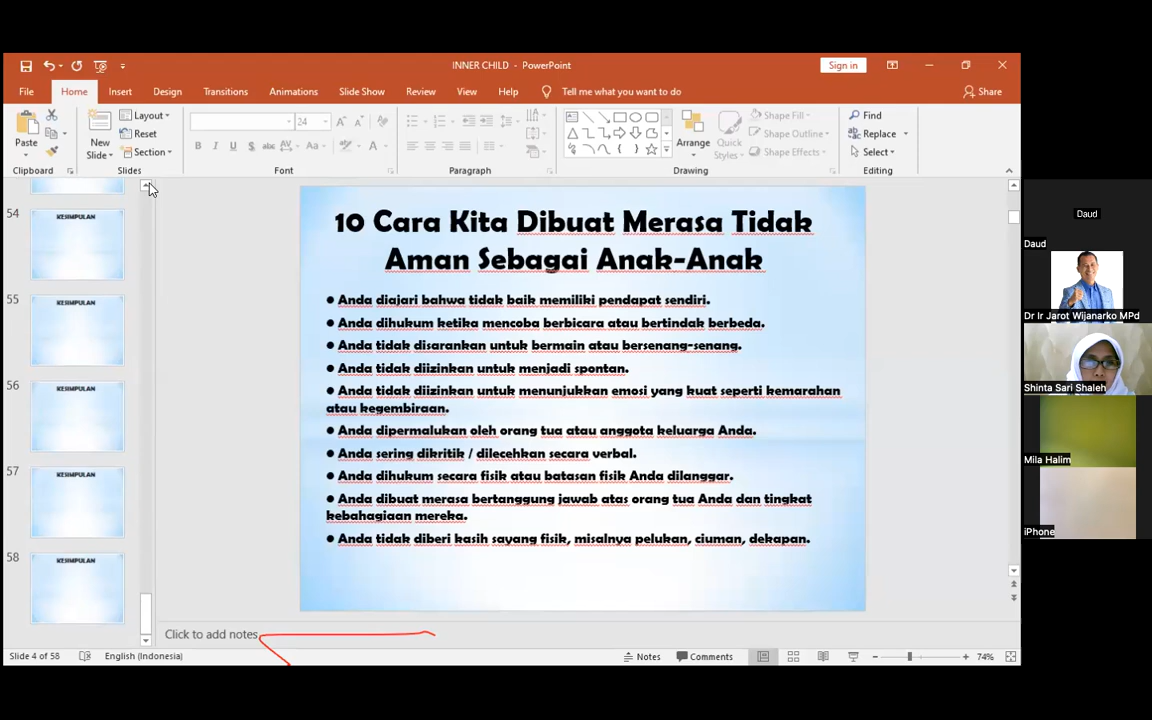 INNER CHILD - PowerPoint
Sign in
File Home Insert Design Transitions Animations Slide Show Review View Help Tell me what you want to do Share
Paste
New Slide
Layout
Reset
Section
24
B I U S abc AV Aa A
Arrange
Quick Styles
Shape Fill
Shape Outline
Shape Effects
Find
Replace
Select
Clipboard Slides Font Paragraph Drawing Editing
54
KESIMPULAN
55
KESIMPULAN
56
KESIMPULAN
57
KESIMPULAN
58
KESIMPULAN
10 Cara Kita Dibuat Merasa Tidak
Aman Sebagai Anak-Anak
● Anda diajari bahwa tidak baik memiliki pendapat sendiri.
● Anda dihukum ketika mencoba berbicara atau bertindak berbeda.
● Anda tidak disarankan untuk bermain atau bersenang-senang.
● Anda tidak diizinkan untuk menjadi spontan.
● Anda tidak diizinkan untuk menunjukkan emosi yang kuat seperti kemarahan
atau kegembiraan.
● Anda dipermalukan oleh orang tua atau anggota keluarga Anda.
● Anda sering dikritik / dilecehkan secara verbal.
● Anda dihukum secara fisik atau batasan fisik Anda dilanggar.
● Anda dibuat merasa bertanggung jawab atas orang tua Anda dan tingkat
kebahagiaan mereka.
● Anda tidak diberi kasih sayang fisik, misalnya pelukan, ciuman, dekapan.
Click to add notes
Slide 4 of 58 English (Indonesia) Notes Comments 74%
Daud
Daud
Dr Ir Jarot Wijanarko MPd
Shinta Sari Shaleh
Mila Halim
iPhone